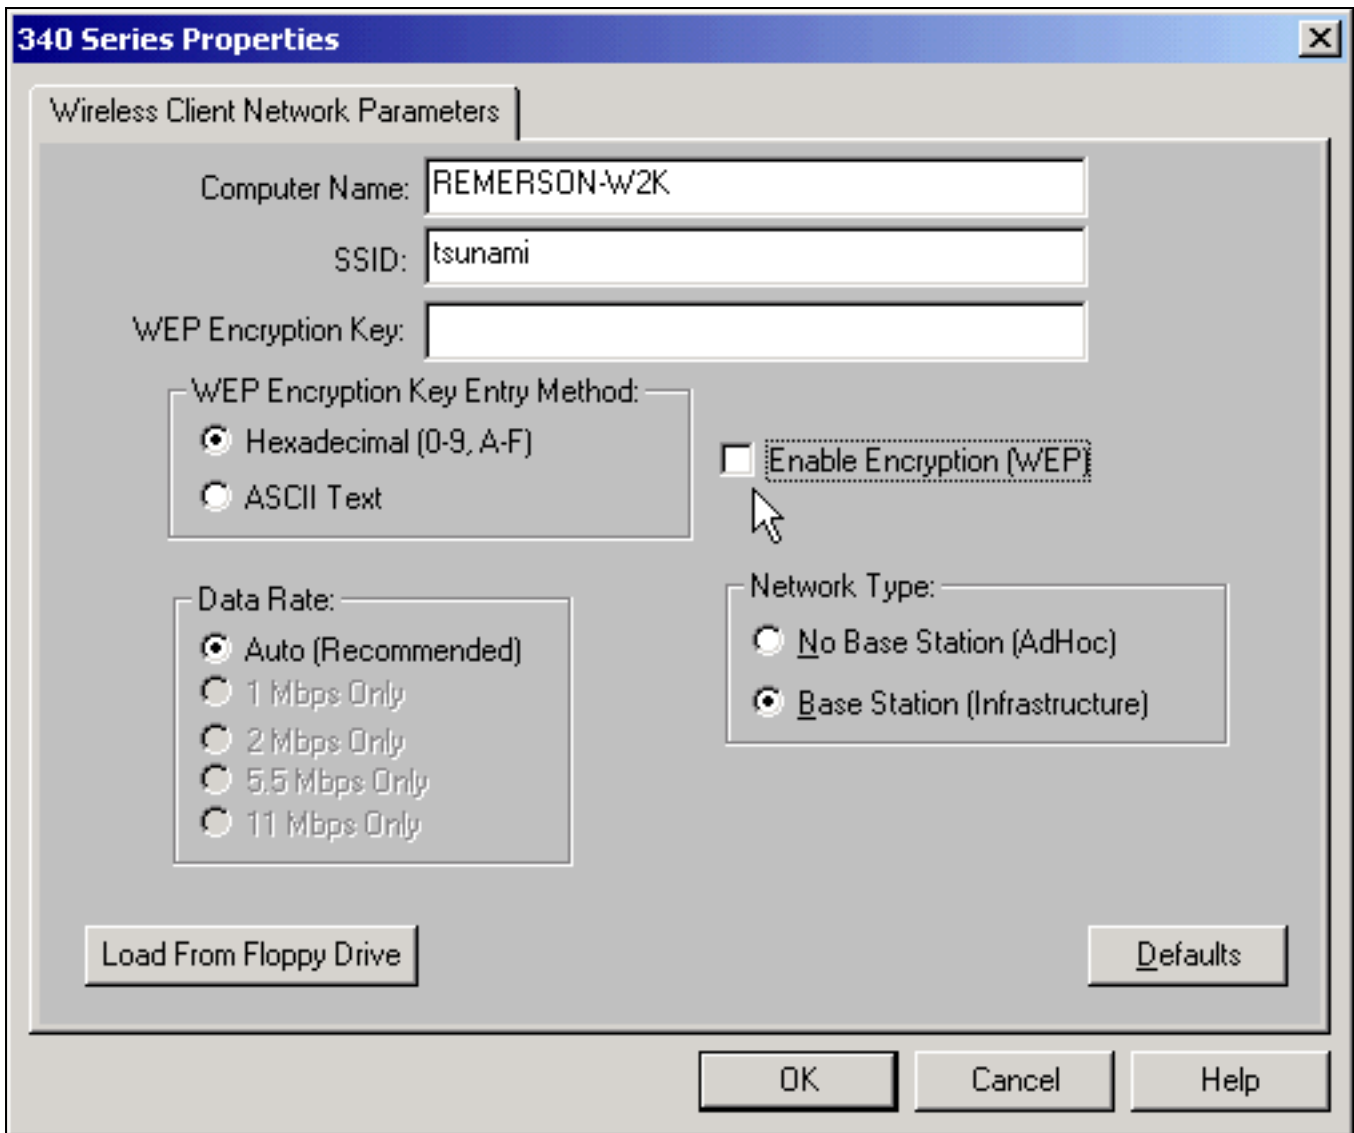 340 Series Properties
Wireless Client Network Parameters
Computer Name: REMERSON-W2K
SSID: tsunami
WEP Encryption Key:
WEP Encryption Key Entry Method:
Hexadecimal (0-9, A-F)
ASCII Text
Enable Encryption (WEP)
Data Rate:
Auto (Recommended)
1 Mbps Only
2 Mbps Only
5.5 Mbps Only
11 Mbps Only
Network Type:
No Base Station (AdHoc)
Base Station (Infrastructure)
Load From Floppy Drive
Defaults
OK
Cancel
Help